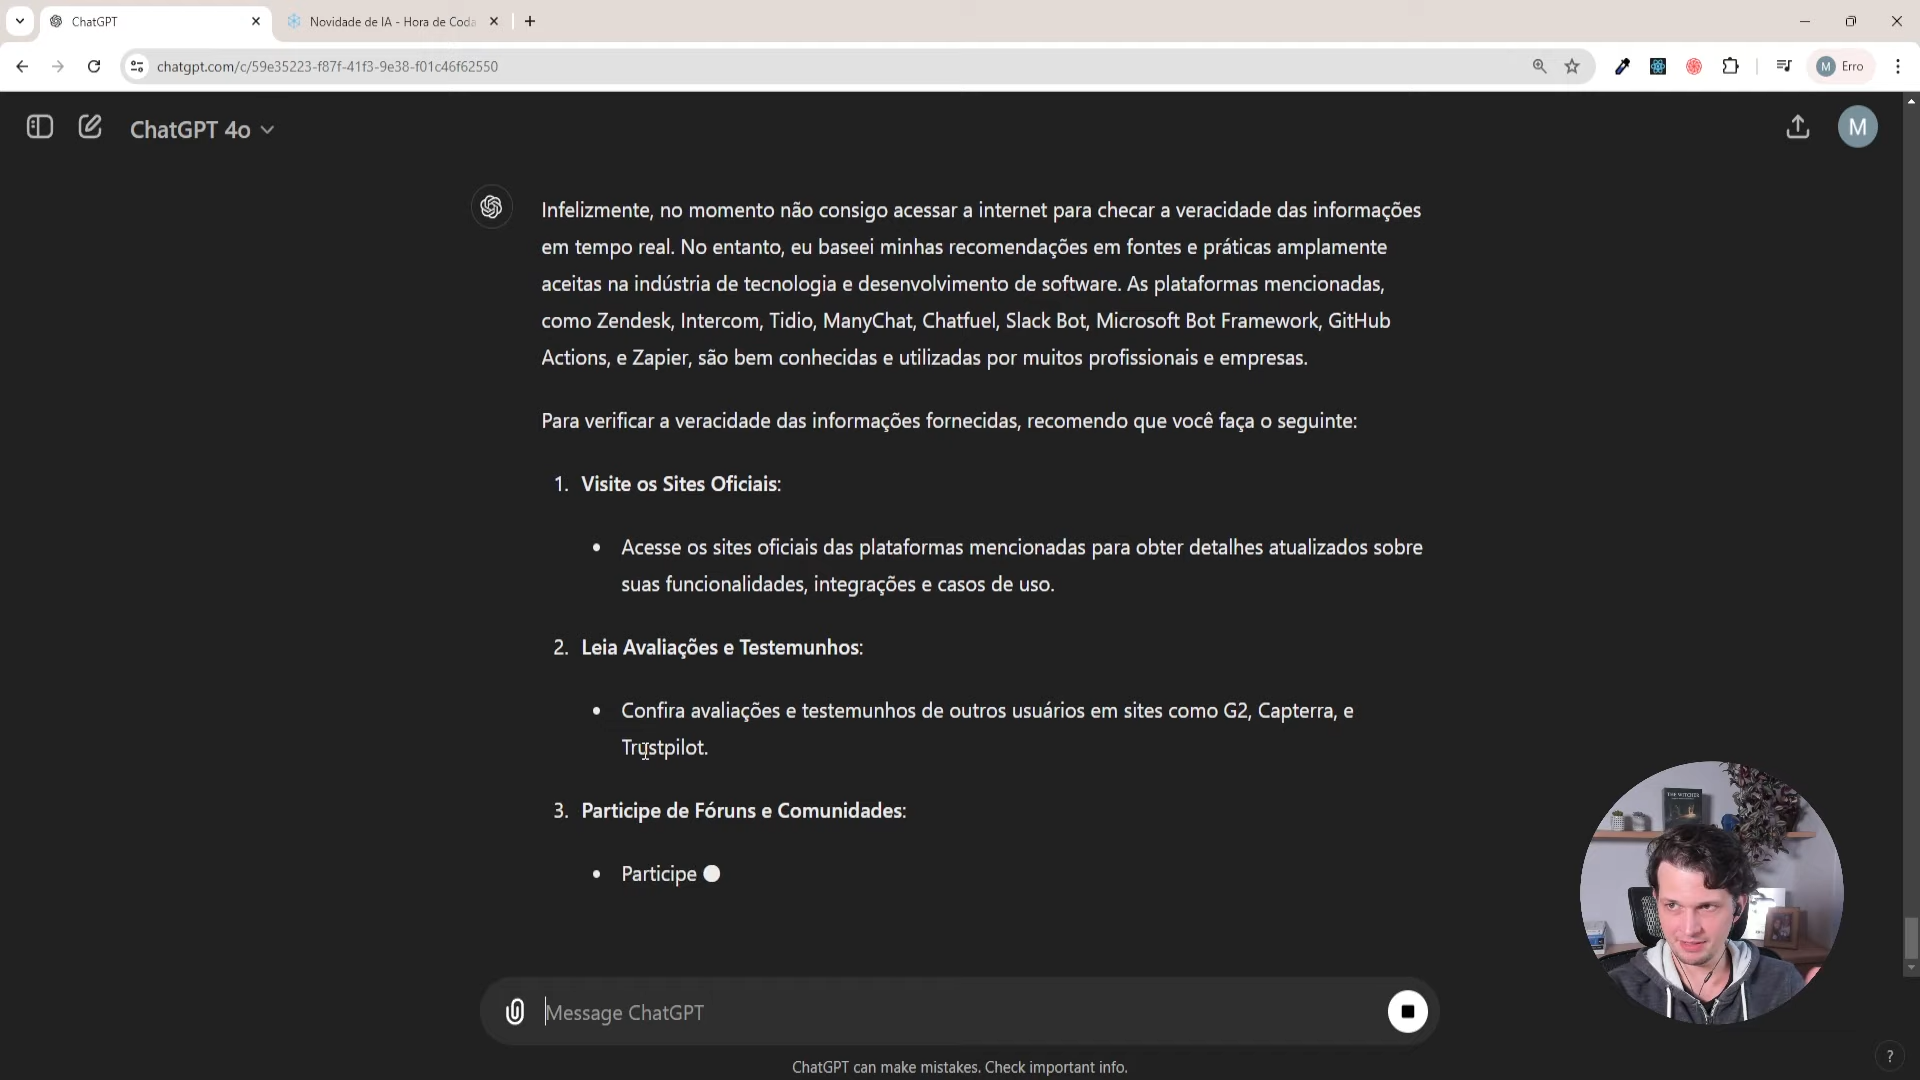 ChatGPT
Novidade de IA - Hora de Coda
chatgpt.com/c/59e35223-f87f-41f3-9e38-f01c46f62550
M
Erro
ChatGPT 4o
M
Infelizmente, no momento não consigo acessar a internet para checar a veracidade das informações
em tempo real. No entanto, eu baseei minhas recomendações em fontes e práticas amplamente
aceitas na indústria de tecnologia e desenvolvimento de software. As plataformas mencionadas,
como Zendesk, Intercom, Tidio, ManyChat, Chatfuel, Slack Bot, Microsoft Bot Framework, GitHub
Actions, e Zapier, são bem conhecidas e utilizadas por muitos profissionais e empresas.
Para verificar a veracidade das informações fornecidas, recomendo que você faça o seguinte:
1. Visite os Sites Oficiais:
• Acesse os sites oficiais das plataformas mencionadas para obter detalhes atualizados sobre
suas funcionalidades, integrações e casos de uso.
2. Leia Avaliações e Testemunhos:
• Confira avaliações e testemunhos de outros usuários em sites como G2, Capterra, e
Trustpilot.
3. Participe de Fóruns e Comunidades:
• Participe
THE WITCHER
Message ChatGPT
ChatGPT can make mistakes. Check important info.
?